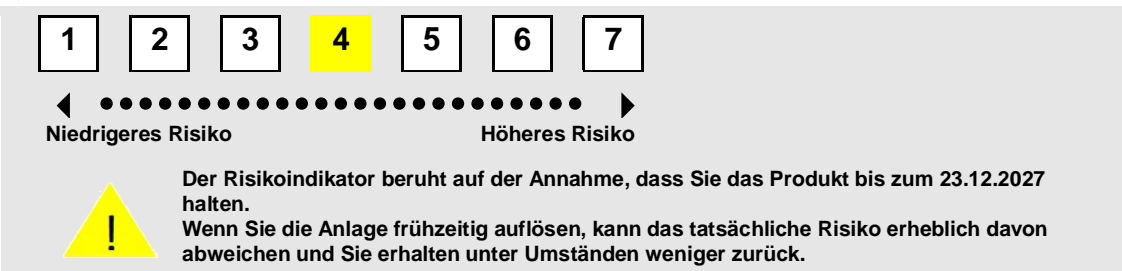 1 2 3 4 5 6 7
Niedrigeres Risiko Höheres Risiko
Der Risikoindikator beruht auf der Annahme, dass Sie das Produkt bis zum 23.12.2027
halten.
Wenn Sie die Anlage frühzeitig auflösen, kann das tatsächliche Risiko erheblich davon
abweichen und Sie erhalten unter Umständen weniger zurück.
!